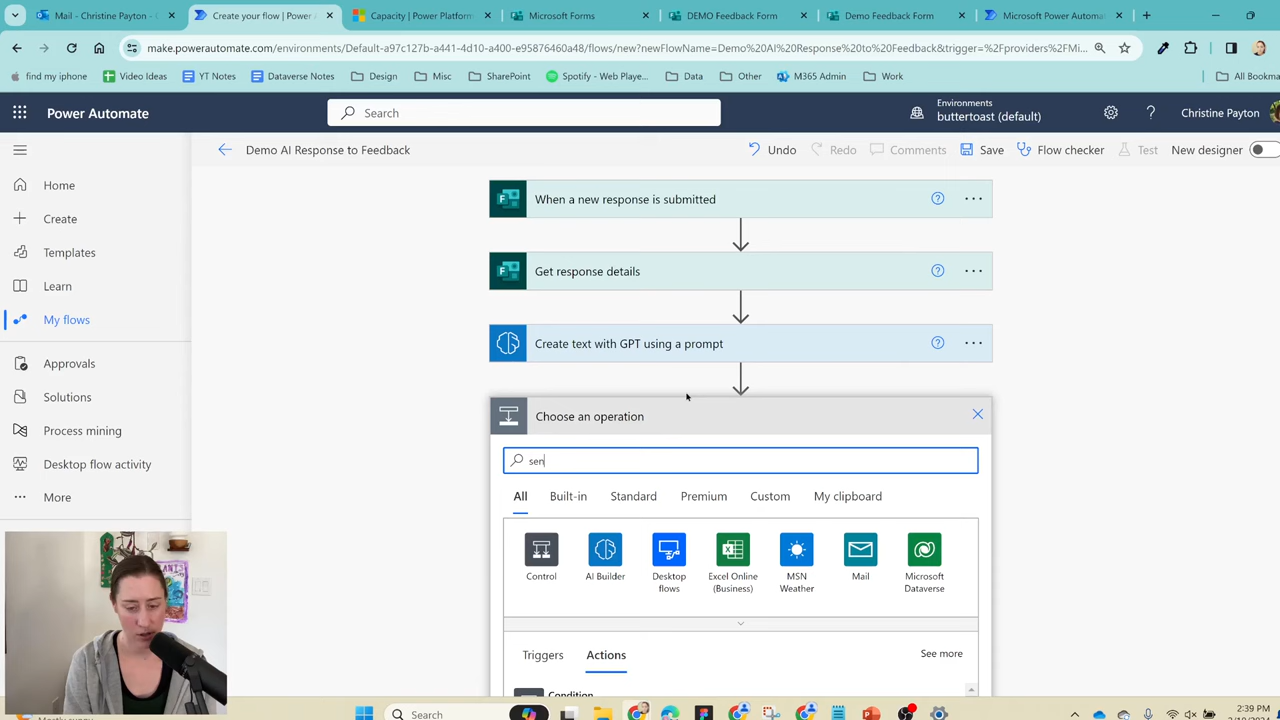 Mail - Christine Payton -
Create your flow | Power A
Capacity | Power Platform
Microsoft Forms
DEMO Feedback Form
Demo Feedback Form
Microsoft Power Automat
make.powerautomate.com/environments/Default-a97c127b-a441-4d10-a400-e95876460a48/flows/new?newFlowName=Demo%20AI%20Response%20to%20Feedback&trigger=%2Fproviders%2FMi...
find my iphone
Video Ideas
YT Notes
Dataverse Notes
Design
Misc
SharePoint
Spotify - Web Playe...
Data
Other
M365 Admin
Work
All Bookma
Power Automate
Search
Environments
buttertoast (default)
Christine Payton
Demo AI Response to Feedback
Undo
Redo
Comments
Save
Flow checker
Test
New designer
Home
Create
Templates
Learn
My flows
Approvals
Solutions
Process mining
Desktop flow activity
More
When a new response is submitted
Get response details
Create text with GPT using a prompt
Choose an operation
sen
All
Built-in
Standard
Premium
Custom
My clipboard
Control
AI Builder
Desktop
flows
Excel Online
(Business)
MSN
Weather
Mail
Microsoft
Dataverse
Triggers
Actions
See more
Condition
Mostly sunny
Search
2:39 PM